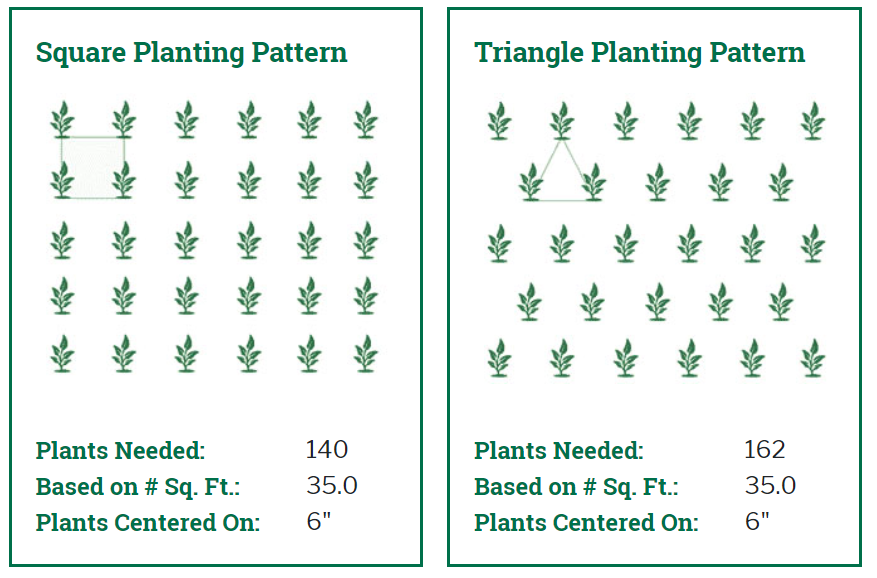 Square Planting Pattern
Plants Needed: 140
Based on # Sq. Ft.: 35.0
Plants Centered On: 6"
Triangle Planting Pattern
Plants Needed: 162
Based on # Sq. Ft.: 35.0
Plants Centered On: 6"